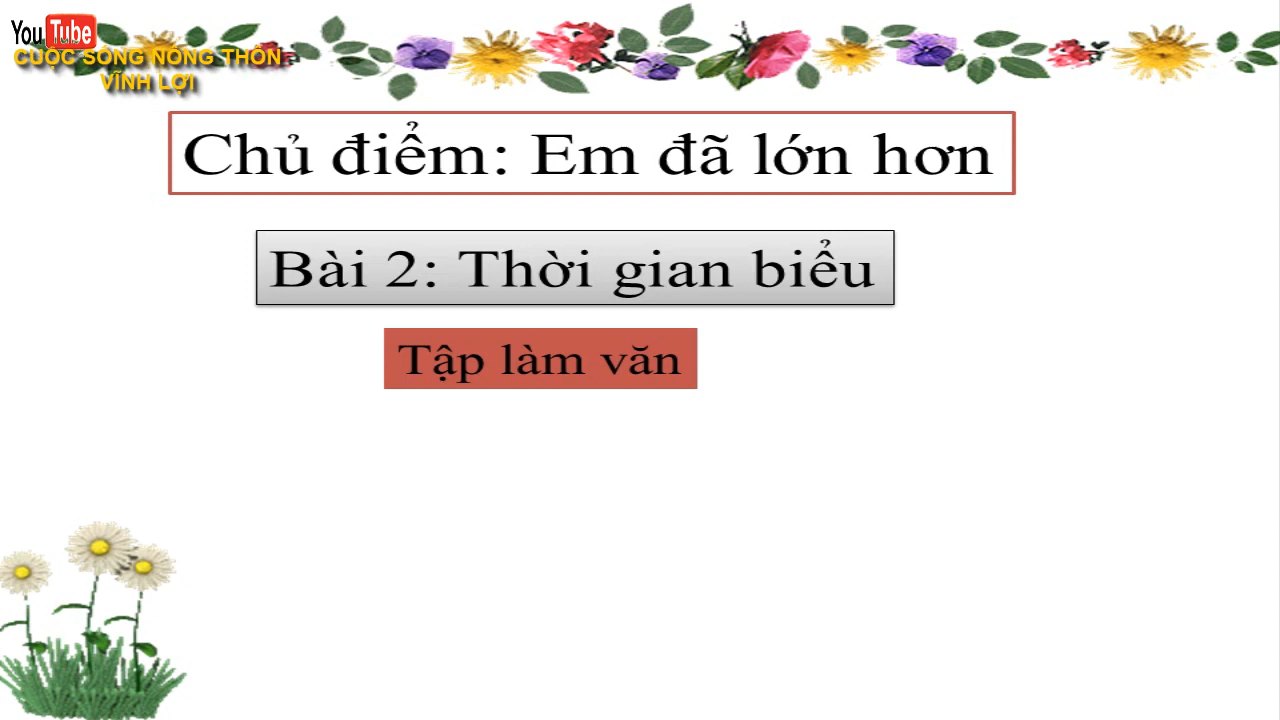 YouTube
CUỘC SỐNG NÔNG THÔN
VĨNH LỢI
Chủ điểm: Em đã lớn hơn
Bài 2: Thời gian biểu
Tập làm văn